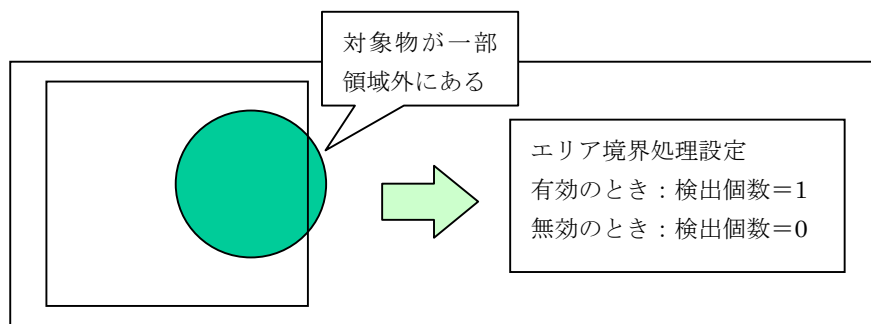 対象物が一部
領域外にある
エリア境界処理設定
有効のとき：検出個数＝1
無効のとき：検出個数＝0